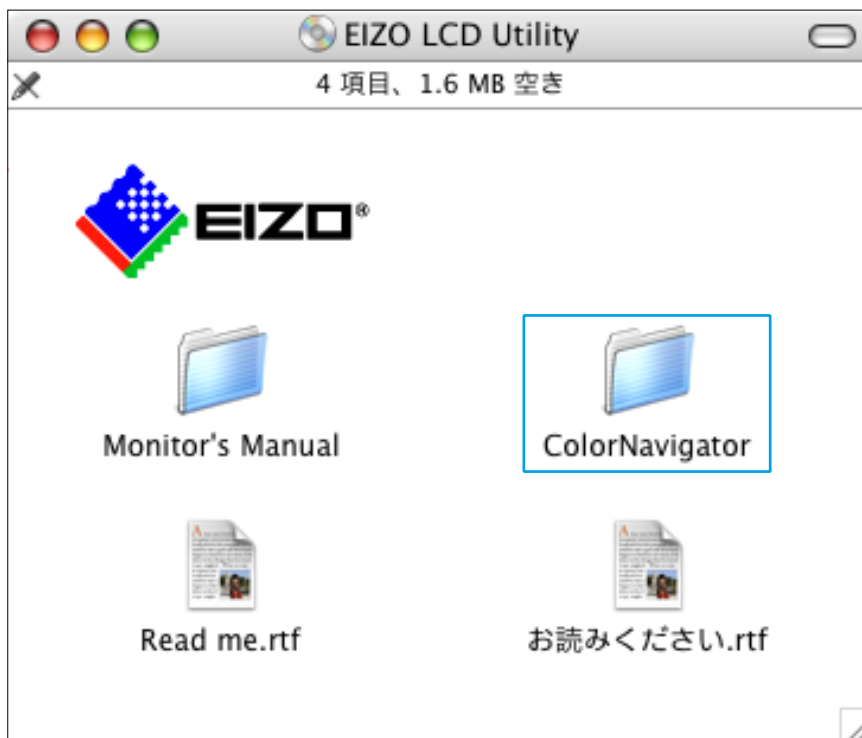 EIZO LCD Utility
4 項目、1.6 MB 空き
EIZO®
Monitor's Manual
ColorNavigator
Read me.rtf
お読みください.rtf